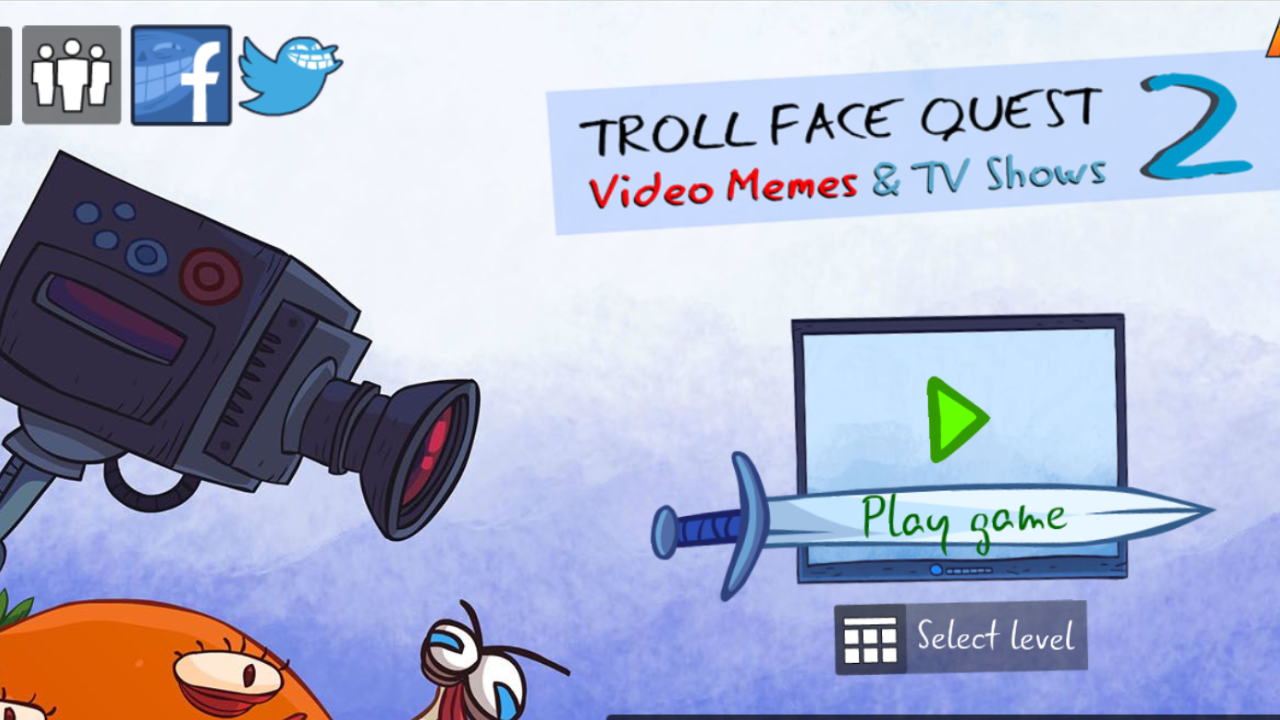 f
TROLL FACE QUEST 2
Video Memes & TV Shows
Play game
Select level